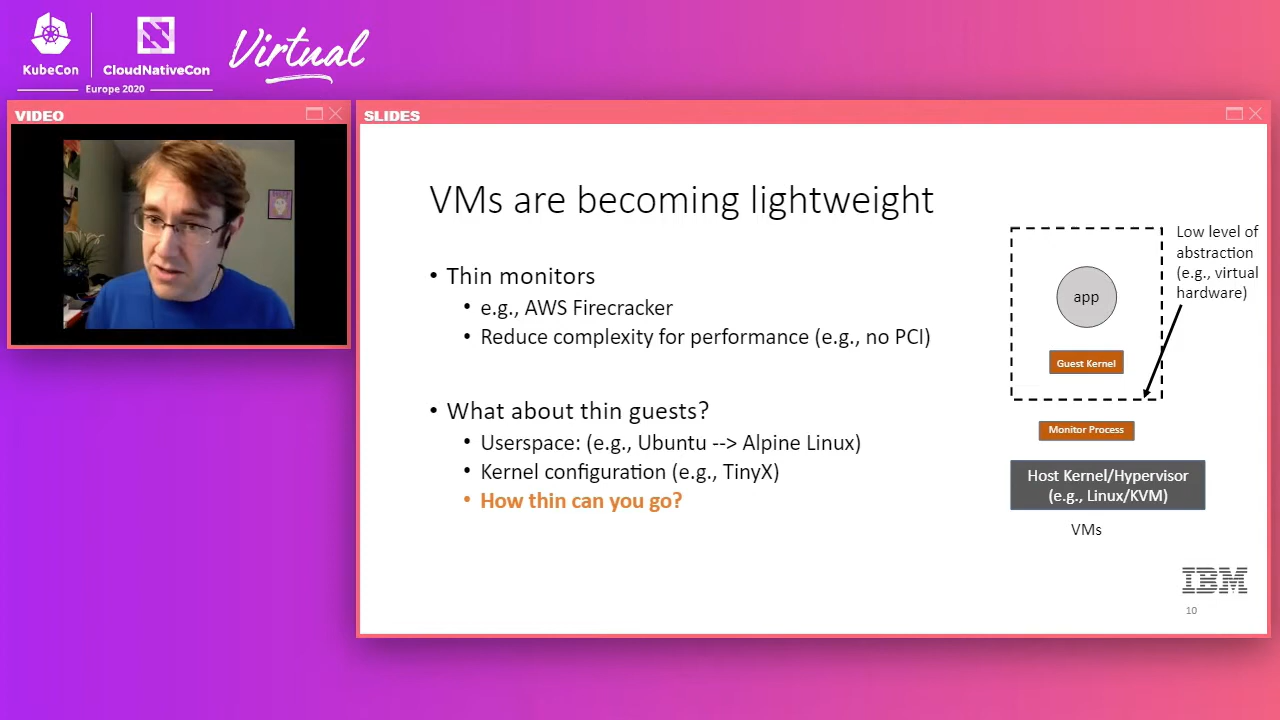 KubeCon
CloudNativeCon
Europe 2020
Virtual
VIDEO
SLIDES
VMs are becoming lightweight
• Thin monitors
• e.g., AWS Firecracker
• Reduce complexity for performance (e.g., no PCI)
• What about thin guests?
• Userspace: (e.g., Ubuntu --> Alpine Linux)
• Kernel configuration (e.g., TinyX)
• How thin can you go?
Low level of
abstraction
(e.g., virtual
hardware)
app
Guest Kernel
Monitor Process
Host Kernel/Hypervisor
(e.g., Linux/KVM)
VMs
IBM
10